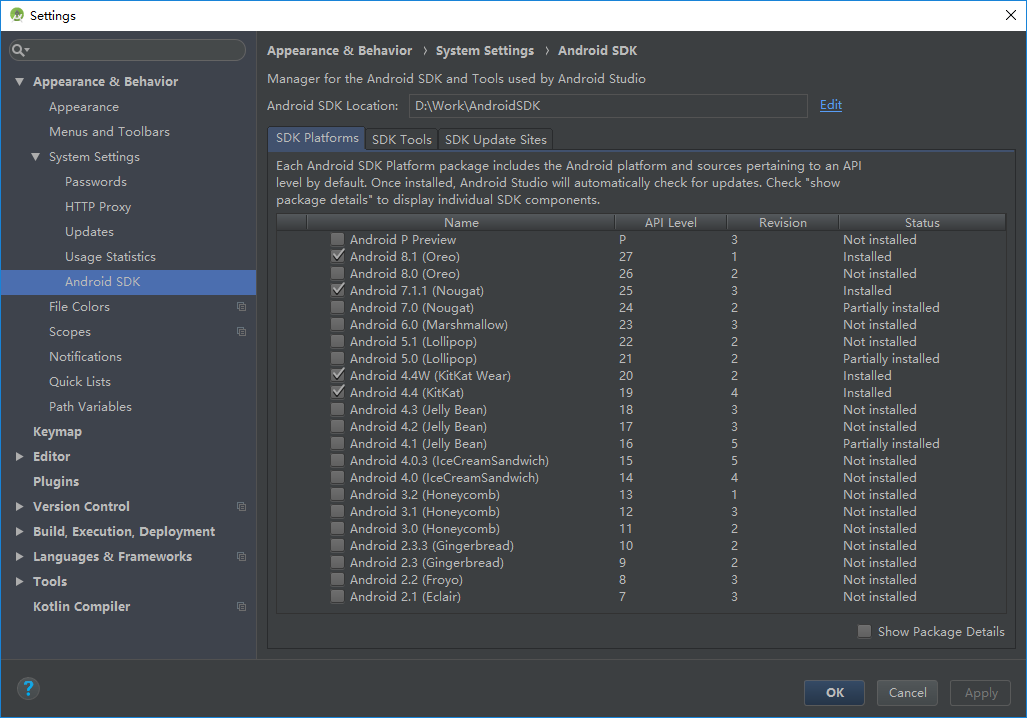 Settings
Appearance & Behavior
Appearance
Menus and Toolbars
System Settings
Passwords
HTTP Proxy
Updates
Usage Statistics
Android SDK
File Colors
Scopes
Notifications
Quick Lists
Path Variables
Keymap
Editor
Plugins
Version Control
Build, Execution, Deployment
Languages & Frameworks
Tools
Kotlin Compiler
Appearance & Behavior › System Settings › Android SDK
Manager for the Android SDK and Tools used by Android Studio
Android SDK Location: D:\Work\AndroidSDK Edit
SDK Platforms SDK Tools SDK Update Sites
Each Android SDK Platform package includes the Android platform and sources pertaining to an API
level by default. Once installed, Android Studio will automatically check for updates. Check "show
package details" to display individual SDK components.
Name API Level Revision Status
Android P Preview P 3 Not installed
Android 8.1 (Oreo) 27 1 Installed
Android 8.0 (Oreo) 26 2 Not installed
Android 7.1.1 (Nougat) 25 3 Installed
Android 7.0 (Nougat) 24 2 Partially installed
Android 6.0 (Marshmallow) 23 3 Not installed
Android 5.1 (Lollipop) 22 2 Not installed
Android 5.0 (Lollipop) 21 2 Partially installed
Android 4.4W (KitKat Wear) 20 2 Installed
Android 4.4 (KitKat) 19 4 Installed
Android 4.3 (Jelly Bean) 18 3 Not installed
Android 4.2 (Jelly Bean) 17 3 Not installed
Android 4.1 (Jelly Bean) 16 5 Partially installed
Android 4.0.3 (IceCreamSandwich) 15 5 Not installed
Android 4.0 (IceCreamSandwich) 14 4 Not installed
Android 3.2 (Honeycomb) 13 1 Not installed
Android 3.1 (Honeycomb) 12 3 Not installed
Android 3.0 (Honeycomb) 11 2 Not installed
Android 2.3.3 (Gingerbread) 10 2 Not installed
Android 2.3 (Gingerbread) 9 2 Not installed
Android 2.2 (Froyo) 8 3 Not installed
Android 2.1 (Eclair) 7 3 Not installed
Show Package Details
? OK Cancel Apply